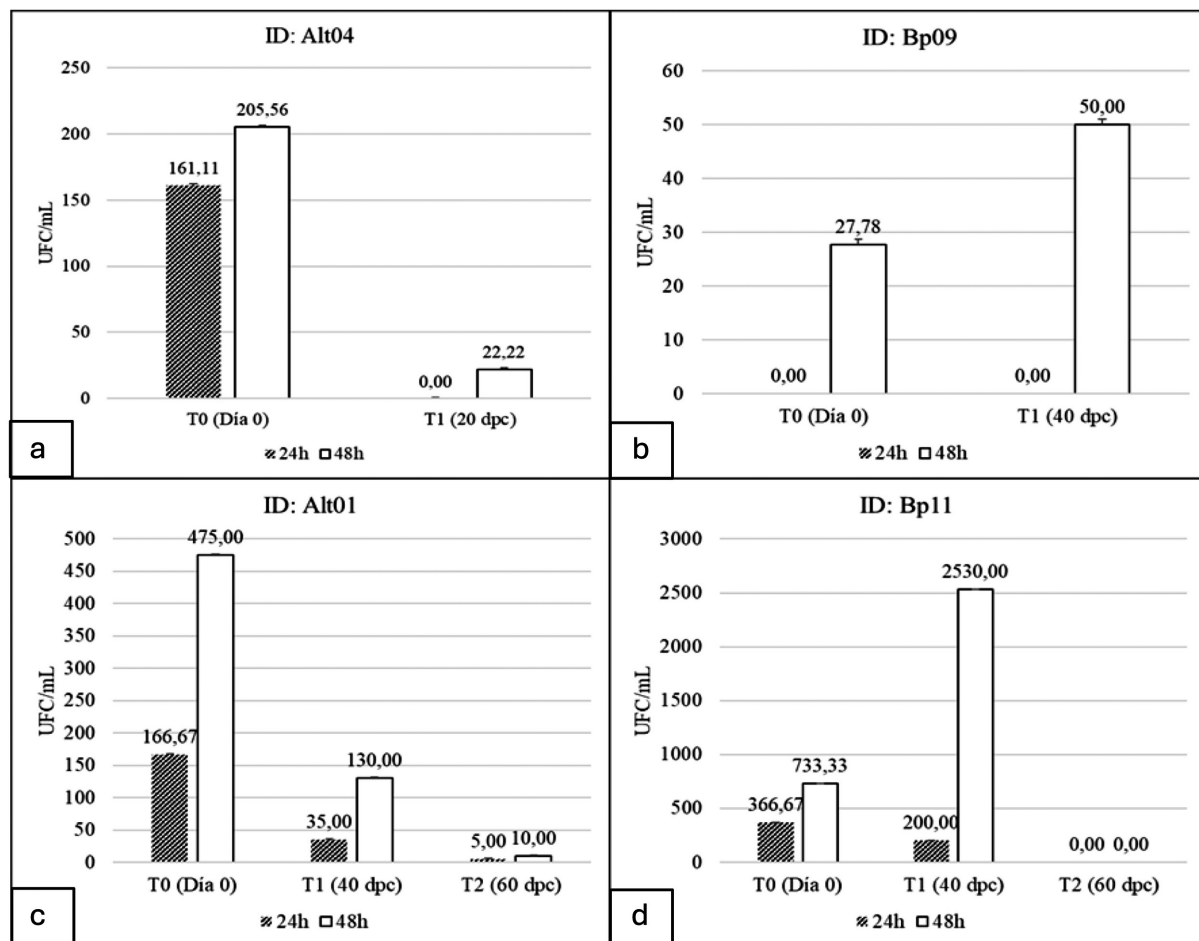 ID: Alt04
250
200
150
100
50
0
UFC/mL
161,11
205,56
0,00
22,22
T0 (Día 0)
T1 (20 dpc)
24h 48h
a
ID: Bp09
60
50
40
30
20
10
0
UFC/mL
0,00
27,78
0,00
50,00
T0 (Día 0)
T1 (40 dpc)
24h 48h
b
ID: Alt01
500
450
400
350
300
250
200
150
100
50
0
UFC/mL
166,67
475,00
35,00
130,00
5,00
10,00
T0 (Día 0)
T1 (40 dpc)
T2 (60 dpc)
24h 48h
c
ID: Bp11
3000
2500
2000
1500
1000
500
0
UFC/mL
366,67
733,33
200,00
2530,00
0,00
0,00
T0 (Día 0)
T1 (40 dpc)
T2 (60 dpc)
24h 48h
d